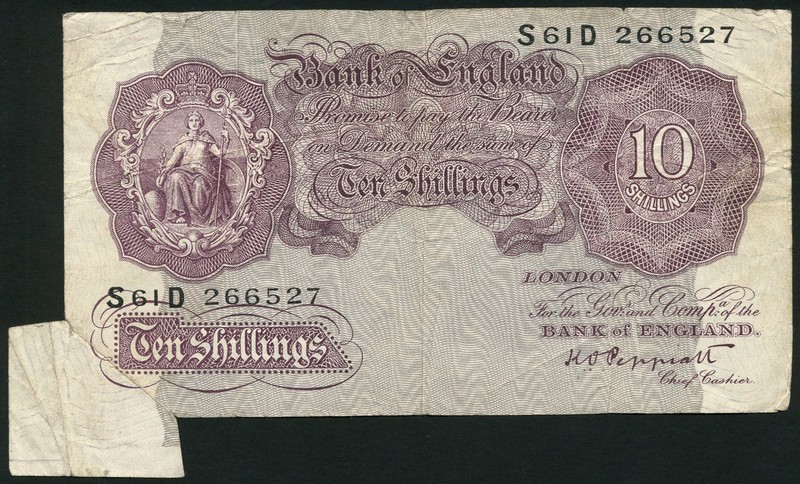 S61D 266527
Bank of England
Promise to pay the Bearer
on Demand the sum of
Ten Shillings
10
SHILLINGS
LONDON
S61D 266527
For the Govr. and Compa. of the
BANK of ENGLAND.
Ten Shillings
K O Peppiatt
Chief Cashier.